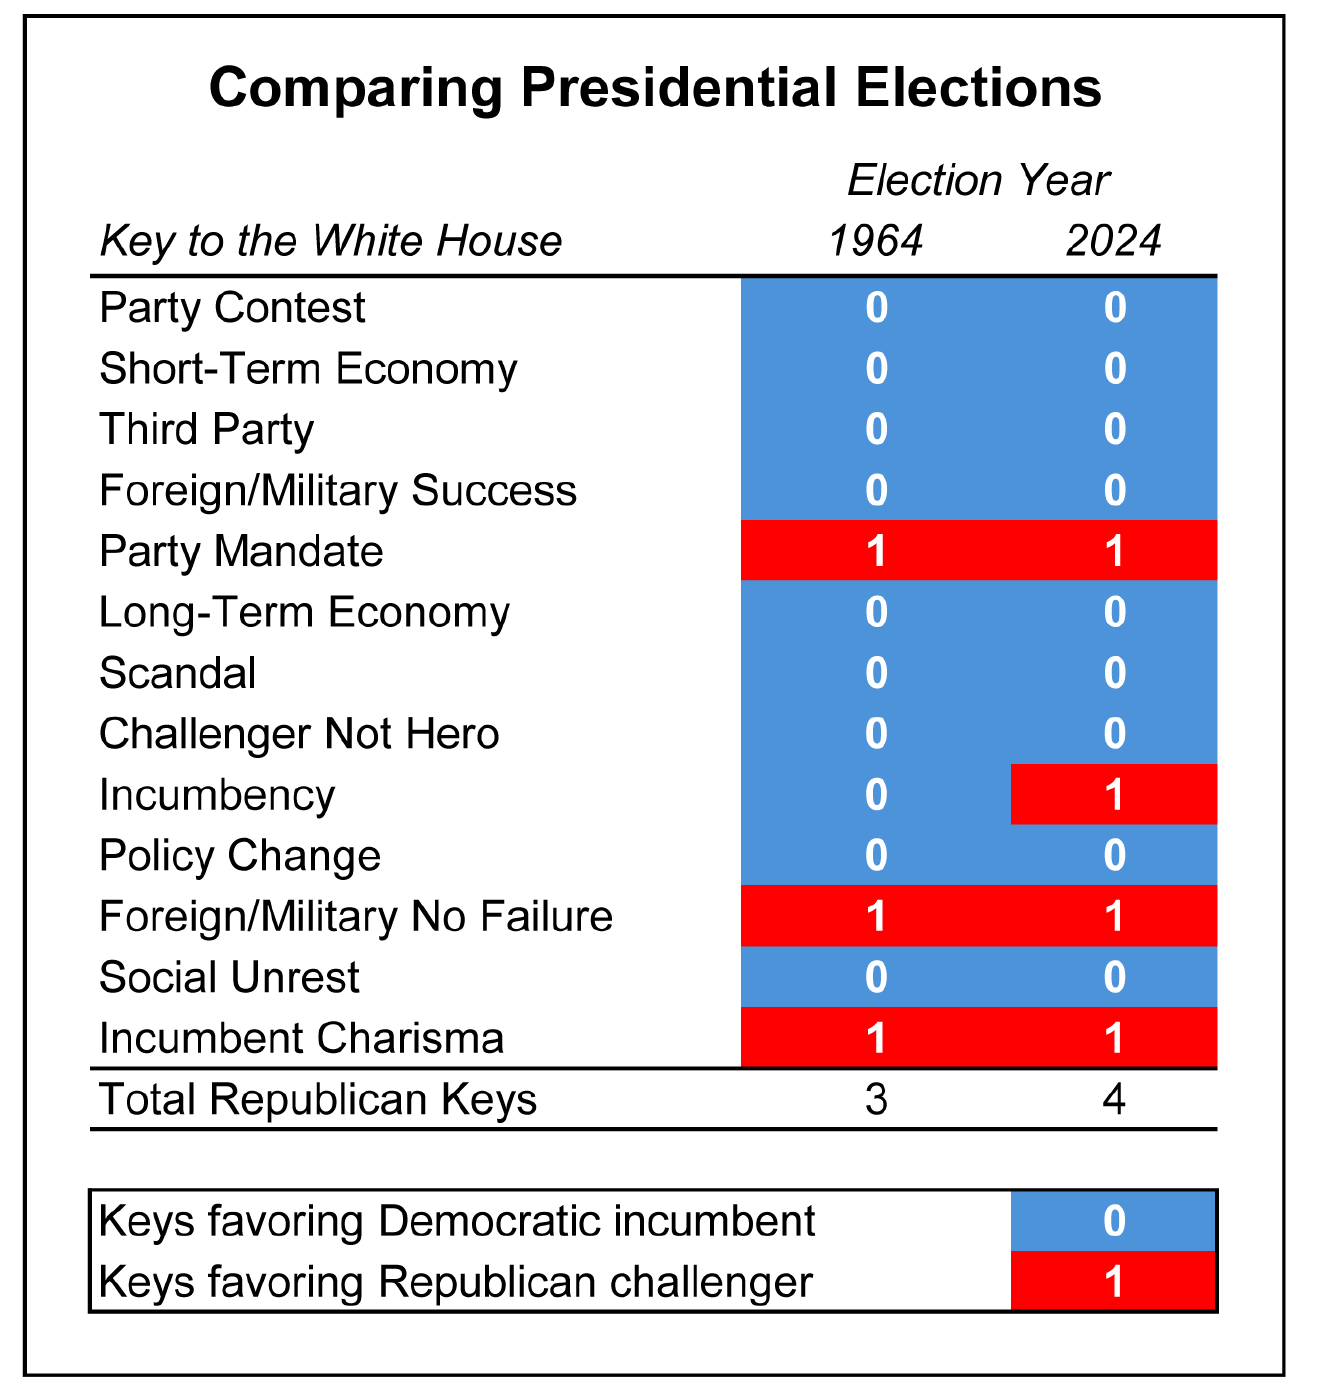 Comparing Presidential Elections
Election Year
Key to the White House 1964 2024
Party Contest 0 0
Short-Term Economy 0 0
Third Party 0 0
Foreign/Military Success 0 0
Party Mandate 1 1
Long-Term Economy 0 0
Scandal 0 0
Challenger Not Hero 0 0
Incumbency 0 1
Policy Change 0 0
Foreign/Military No Failure 1 1
Social Unrest 0 0
Incumbent Charisma 1 1
Total Republican Keys 3 4
Keys favoring Democratic incumbent 0
Keys favoring Republican challenger 1